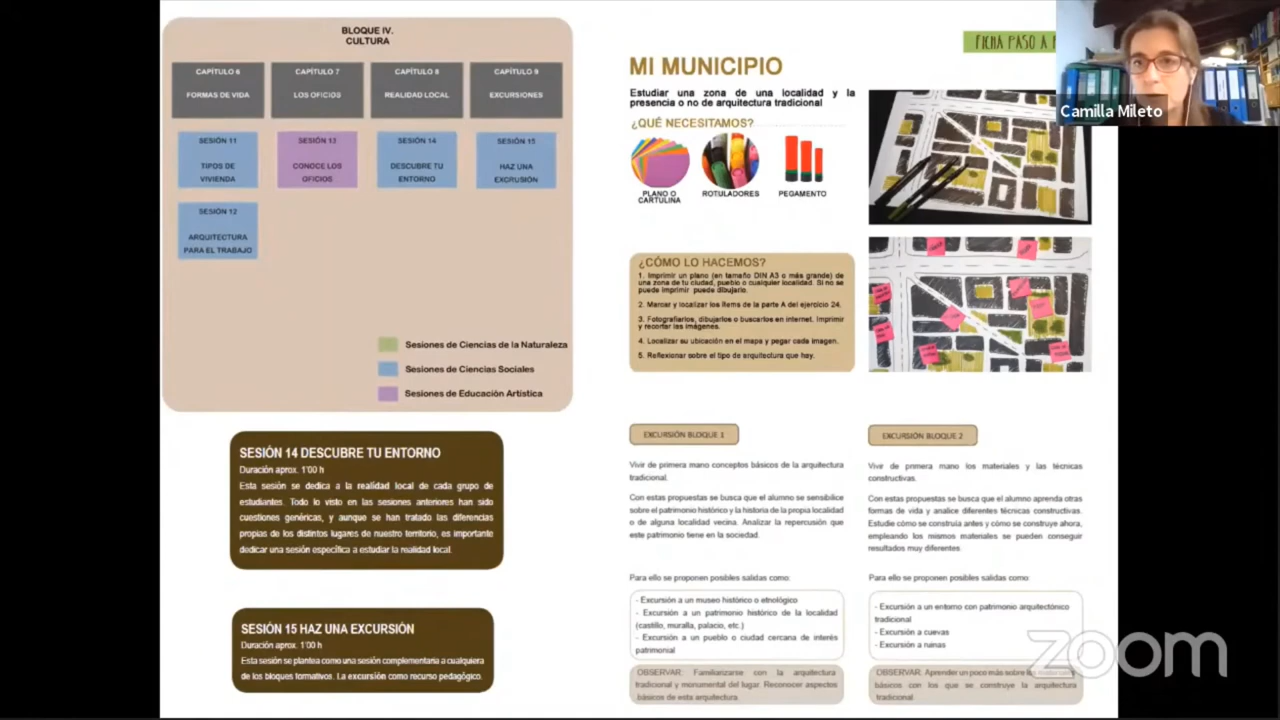 BLOQUE IV.
CULTURA
CAPÍTULO 6
FORMAS DE VIDA
CAPÍTULO 7
LOS OFICIOS
CAPÍTULO 8
REALIDAD LOCAL
CAPÍTULO 9
EXCURSIONES
SESIÓN 11
TIPOS DE
VIVIENDA
SESIÓN 13
CONOCE LOS
OFICIOS
SESIÓN 14
DESCUBRE TU
ENTORNO
SESIÓN 15
HAZ UNA
EXCRUSIÓN
SESIÓN 12
ARQUITECTURA
PARA EL TRABAJO
Sesiones de Ciencias de la Naturaleza
Sesiones de Ciencias Sociales
Sesiones de Educación Artística
SESIÓN 14 DESCUBRE TU ENTORNO
Duración aprox. 1'00 h
Esta sesión se dedica a la realidad local de cada grupo de
estudiantes. Todo lo visto en las sesiones anteriores han sido
cuestiones genéricas, y aunque se han tratado las diferencias
propias de los distintos lugares de nuestro territorio, es importante
dedicar una sesión específica a estudiar la realidad local.
SESIÓN 15 HAZ UNA EXCURSIÓN
Duración aprox. 1'00 h
Esta sesión se plantea como una sesión complementaria a cualquiera
de los bloques formativos. La excursión como recurso pedagógico.
FICHA PASO A
MI MUNICIPIO
Estudiar una zona de una localidad y la
presencia o no de arquitectura tradicional
¿QUÉ NECESITAMOS?
PLANO O
CARTULINA
ROTULADORES
PEGAMENTO
¿CÓMO LO HACEMOS?
1. Imprimir un plano (en tamaño DIN A3 o más grande) de
una zona de tu ciudad, pueblo o cualquier localidad. Si no se
puede imprimir puede dibujarlo.
2. Marcar y localizar los ítems de la parte A del ejercicio 24.
3. Fotografiarlos, dibujarlos o buscarlos en internet. Imprimir
y recortar las imágenes.
4. Localizar su ubicación en el mapa y pegar cada imagen.
5. Reflexionar sobre el tipo de arquitectura que hay.
EXCURSIÓN BLOQUE 1
Vivir de primera mano conceptos básicos de la arquitectura
tradicional.
Con estas propuestas se busca que el alumno se sensibilice
sobre el patrimonio histórico y la historia de la propia localidad
o de alguna localidad vecina. Analizar la repercusión que
este patrimonio tiene en la sociedad.
Para ello se proponen posibles salidas como:
- Excursión a un museo histórico o etnológico
- Excursión a un patrimonio histórico de la localidad
(castillo, muralla, palacio, etc.)
- Excursión a un pueblo o ciudad cercana de interés
patrimonial
OBSERVAR: Familiarizarse con la arquitectura
tradicional y monumental del lugar. Reconocer aspectos
básicos de esta arquitectura.
EXCURSIÓN BLOQUE 2
Vivir de primera mano los materiales y las técnicas
constructivas.
Con estas propuestas se busca que el alumno aprenda otras
formas de vida y analice diferentes técnicas constructivas.
Estudie cómo se construía antes y cómo se construye ahora,
empleando los mismos materiales se pueden conseguir
resultados muy diferentes.
Para ello se proponen posibles salidas como:
- Excursión a un entorno con patrimonio arquitectónico
tradicional
- Excursión a cuevas
- Excursión a ruinas
OBSERVAR: Aprender un poco más sobre los
básicos con los que se construye la arquitectura
tradicional.
Camilla Mileto
zoom